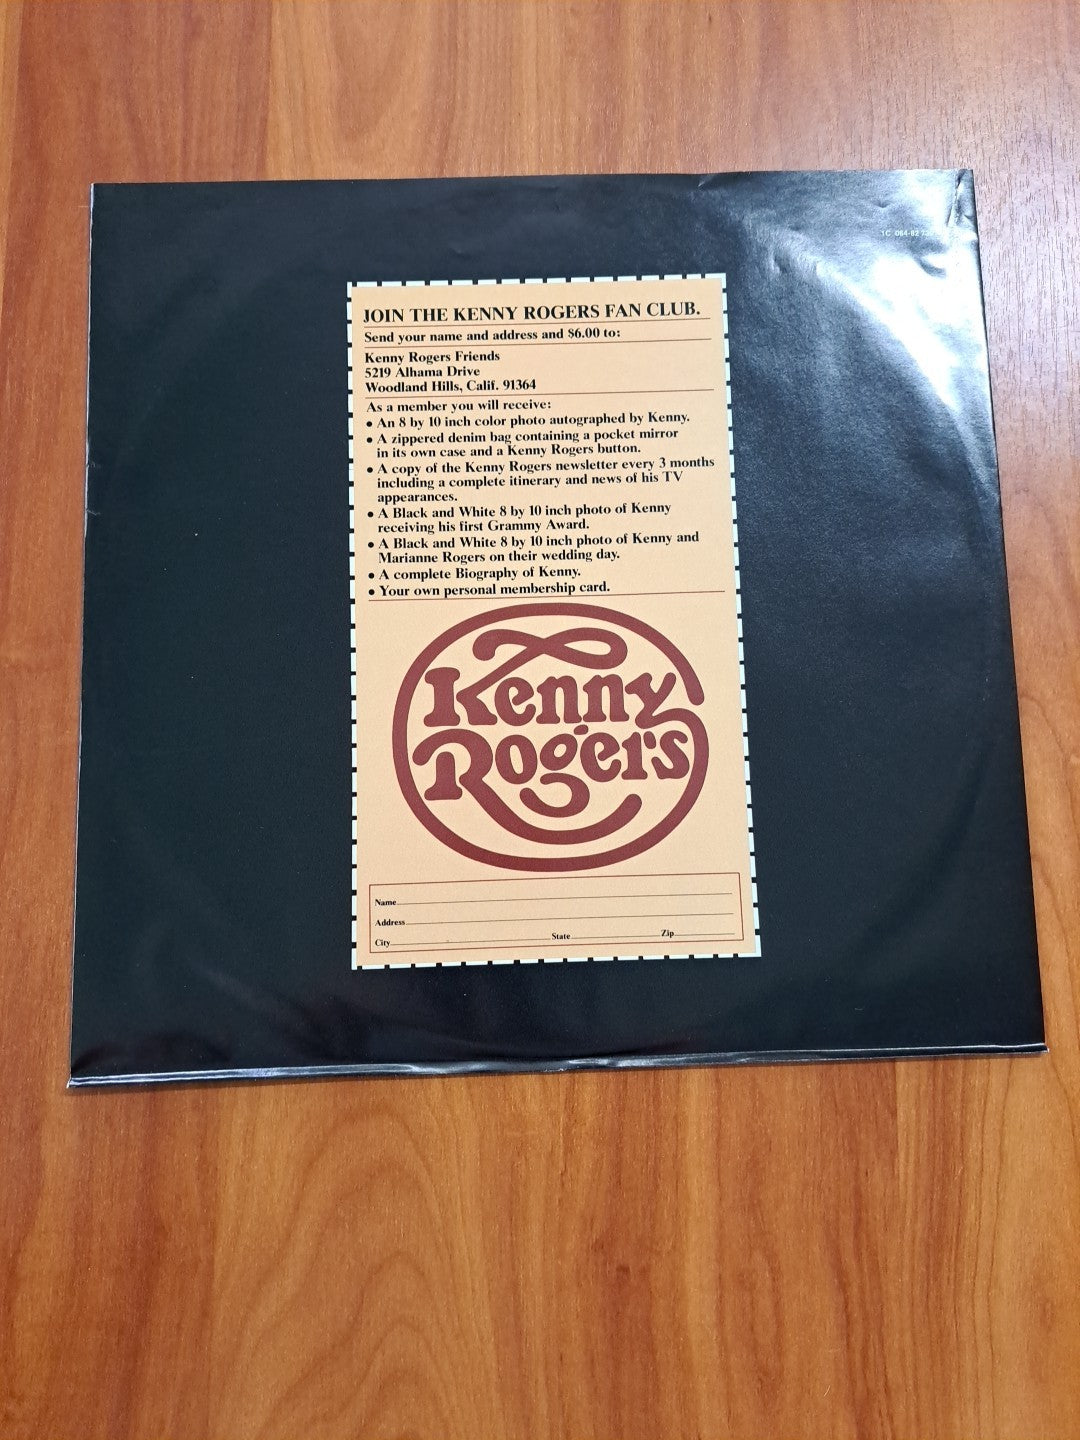 1C 064-82
JOIN THE KENNY ROGERS FAN CLUB.
Send your name and address and $6.00 to:
Kenny Rogers Friends
5219 Alhama Drive
Woodland Hills, Calif. 91364
As a member you will receive:
• An 8 by 10 inch color photo autographed by Kenny.
• A zippered denim bag containing a pocket mirror
in its own case and a Kenny Rogers button.
• A copy of the Kenny Rogers newsletter every 3 months
including a complete itinerary and news of his TV
appearances.
• A Black and White 8 by 10 inch photo of Kenny
receiving his first Grammy Award.
• A Black and White 8 by 10 inch photo of Kenny and
Marianne Rogers on their wedding day.
• A complete Biography of Kenny.
• Your own personal membership card.
Kenny
Rogers
Name
Address
City State Zip